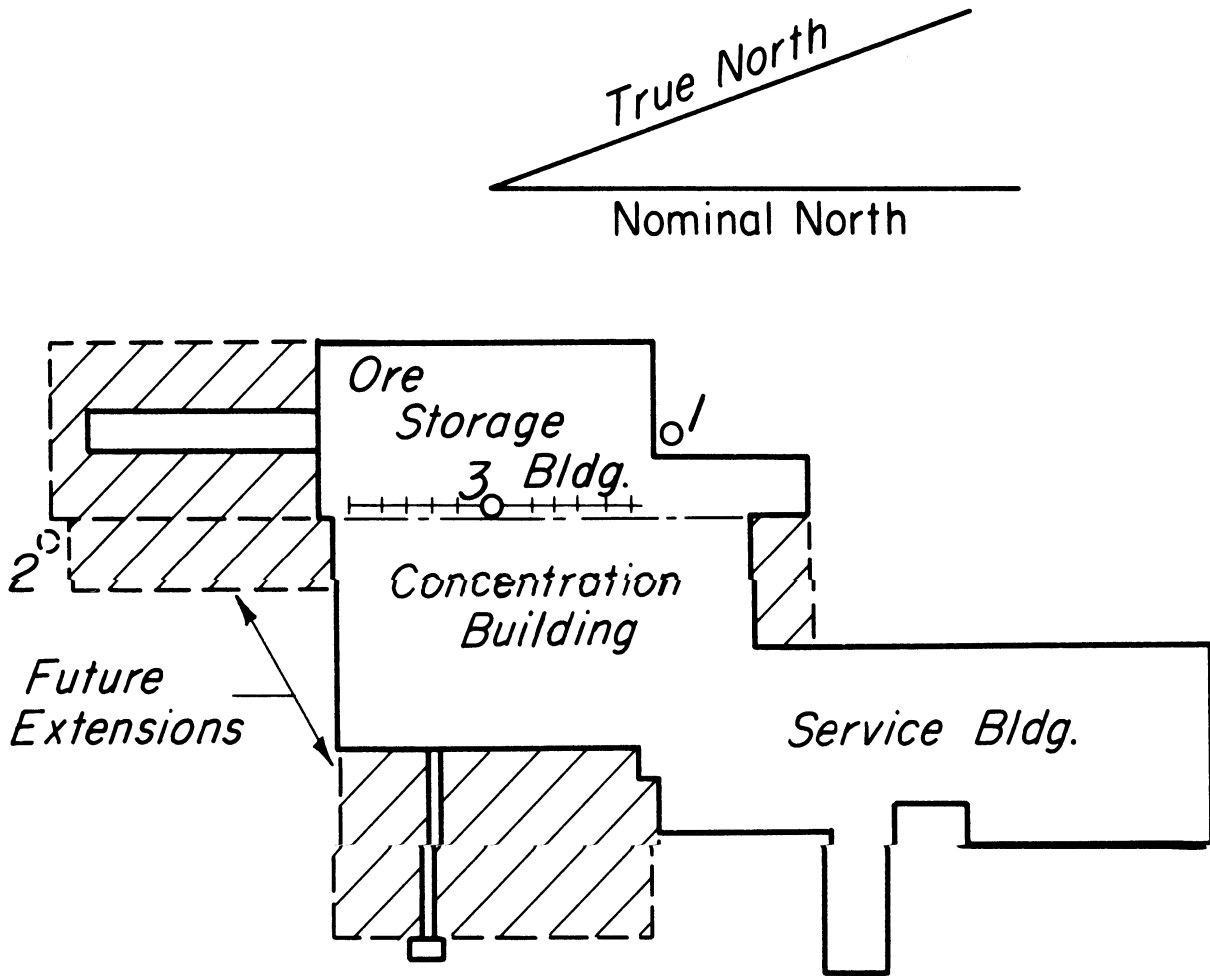 True North
Nominal North
Ore
Storage
Bldg.
1
3
2
Concentration
Building
Future
Extensions
Service Bldg.